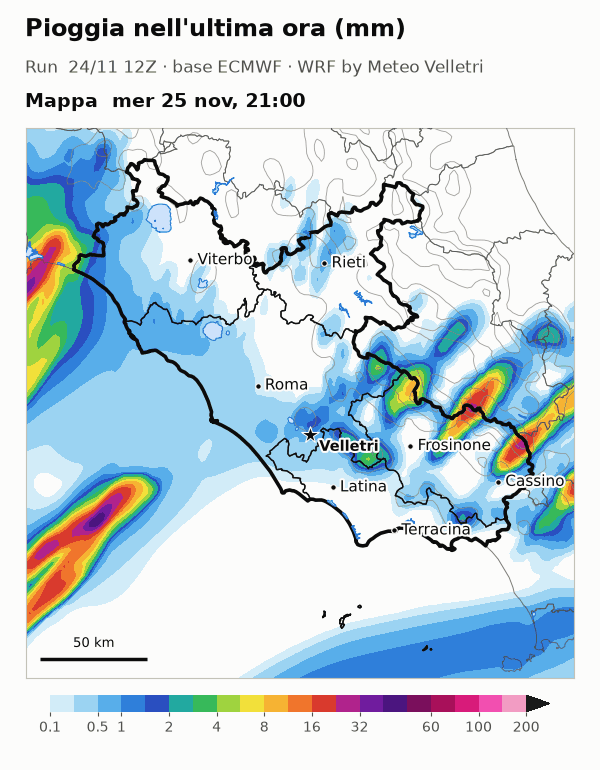 Pioggia nell'ultima ora (mm)
Run  24/11 12Z · base ECMWF · WRF by Meteo Velletri
Mappa  mer 25 nov, 21:00
Viterbo
Rieti
Roma
Velletri
Frosinone
Latina
Cassino
Terracina
50 km
0.1 0.5 1 2 4 8 16 32 60 100 200